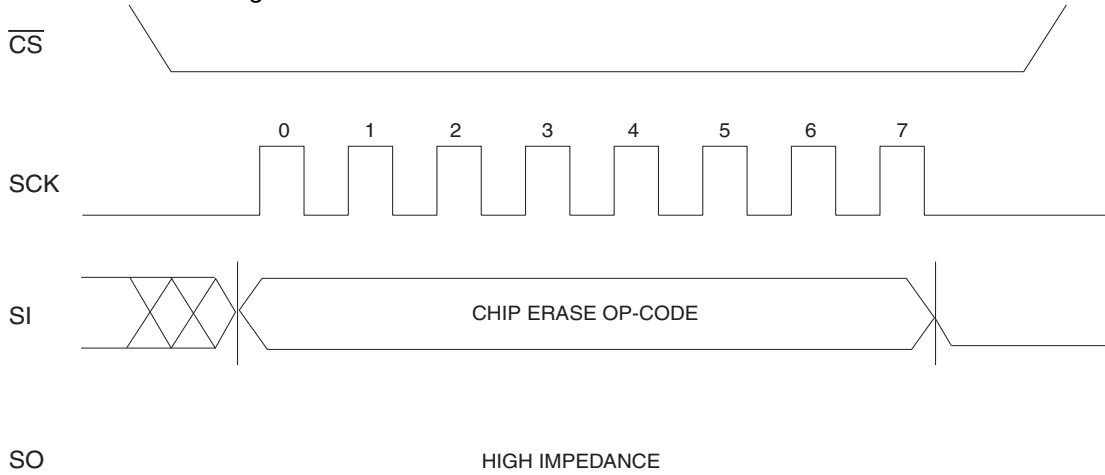 CS
0 1 2 3 4 5 6 7
SCK
SI
CHIP ERASE OP-CODE
SO
HIGH IMPEDANCE